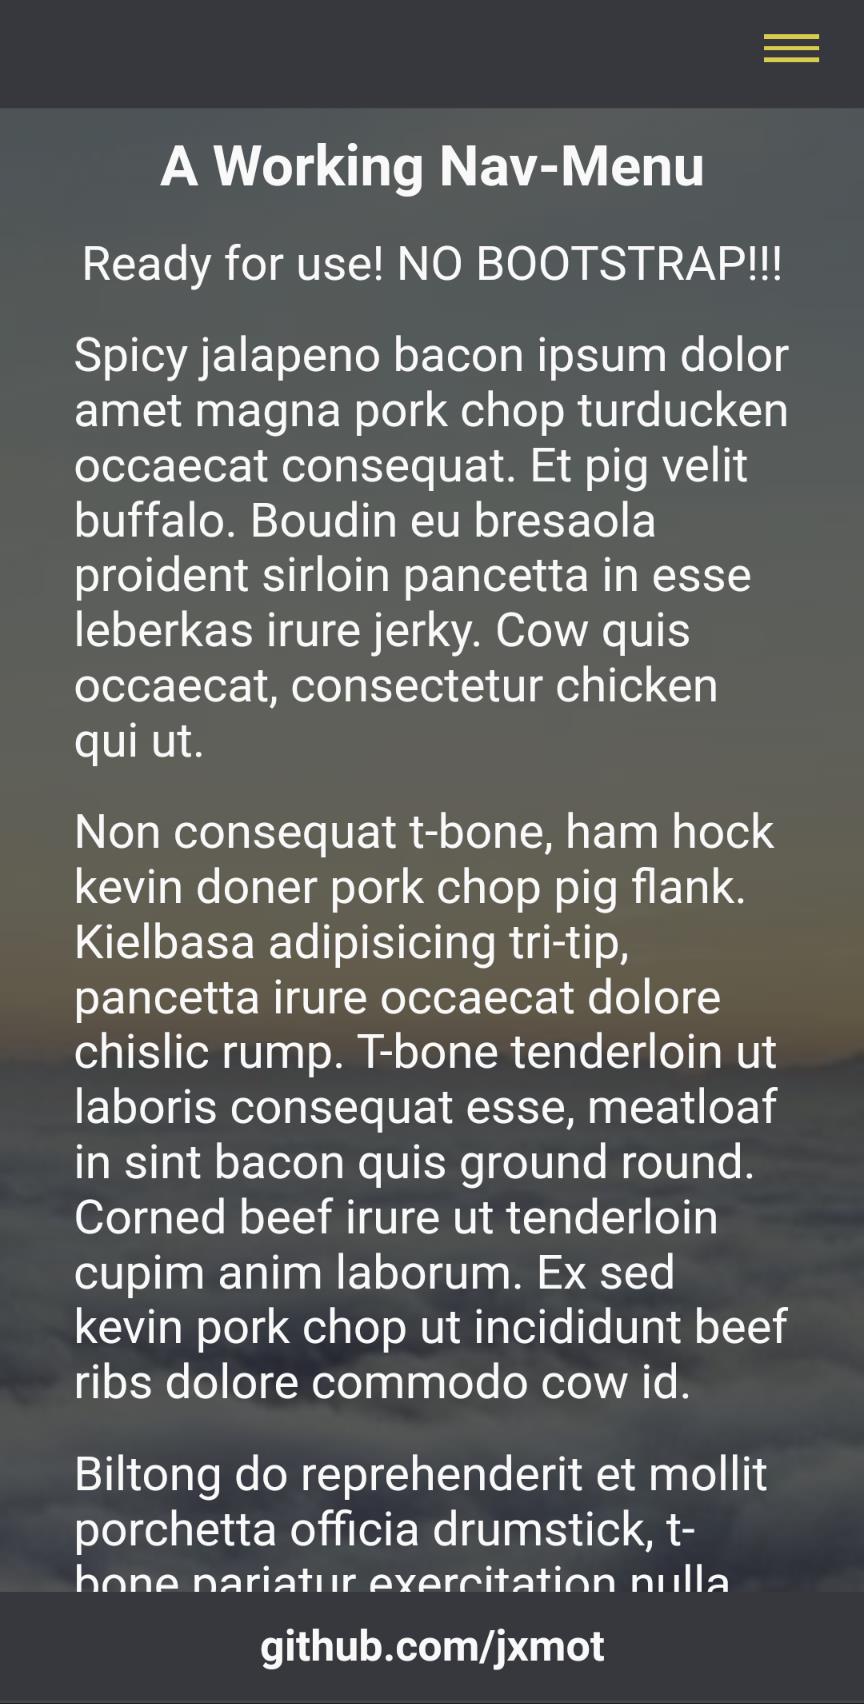 A Working Nav-Menu
Ready for use! NO BOOTSTRAP!!!
Spicy jalapeno bacon ipsum dolor
amet magna pork chop turducken
occaecat consequat. Et pig velit
buffalo. Boudin eu bresaola
proident sirloin pancetta in esse
leberkas irure jerky. Cow quis
occaecat, consectetur chicken
qui ut.
Non consequat t-bone, ham hock
kevin doner pork chop pig flank.
Kielbasa adipisicing tri-tip,
pancetta irure occaecat dolore
chislic rump. T-bone tenderloin ut
laboris consequat esse, meatloaf
in sint bacon quis ground round.
Corned beef irure ut tenderloin
cupim anim laborum. Ex sed
kevin pork chop ut incididunt beef
ribs dolore commodo cow id.
Biltong do reprehenderit et mollit
porchetta officia drumstick, t-
bone pariatur exercitation nulla
github.com/jxmot